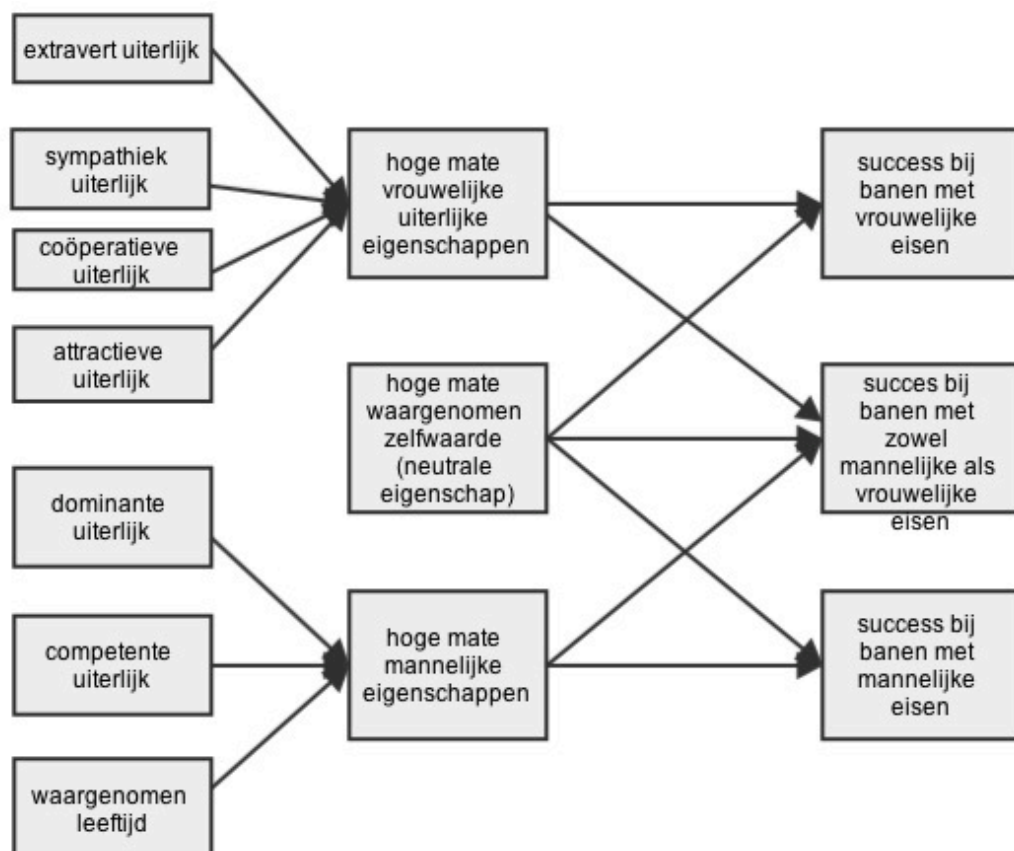 extravert uiterlijk
sympathiek
uiterlijk
coöperatieve
uiterlijk
attractieve
uiterlijk
dominante
uiterlijk
competente
uiterlijk
waargenomen
leeftijd
hoge mate
vrouwelijke
uiterlijke
eigenschappen
hoge mate
waargenomen
zelfwaarde
(neutrale
eigenschap)
hoge mate
mannelijke
eigenschappen
success bij
banen met
vrouwelijke
eisen
succes bij
banen met
zowel
mannelijke als
vrouwelijke
eisen
success bij
banen met
mannelijke
eisen